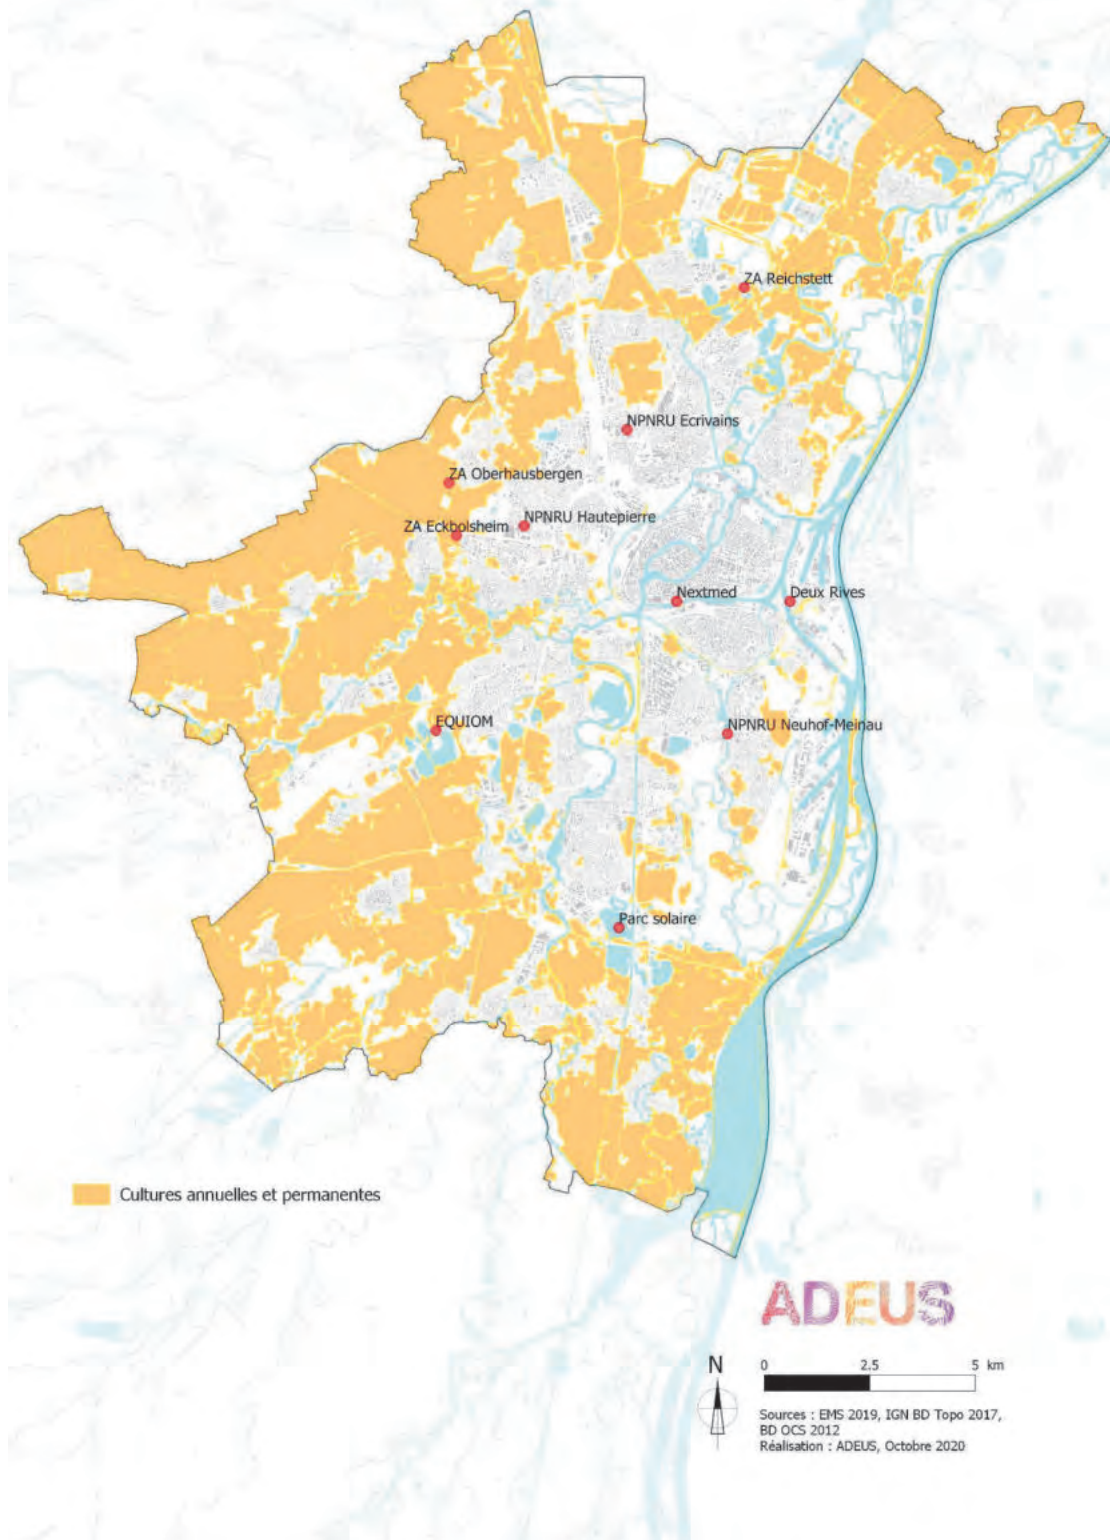 ZA Reichstett
NPNRU Ecrivains
ZA Oberhausbergen
NPNRU Hautepierre
ZA Eckbolsheim
Nextmed
Deux Rives
EQUIOM
NPNRU Neuhof-Meinau
Parc solaire
Cultures annuelles et permanentes
ADEUS
N
0 2.5 5 km
Sources : EMS 2019, IGN BD Topo 2017,
BD OCS 2012
Réalisation : ADEUS, Octobre 2020